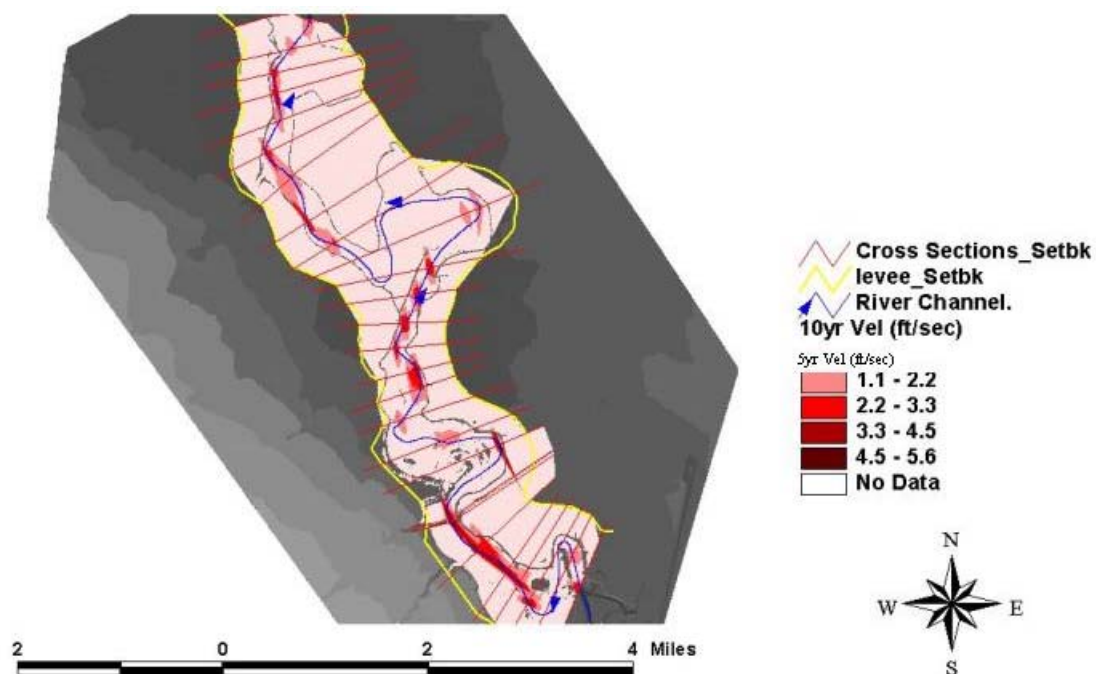 Cross Sections_Setbk
levee_Setbk
River Channel.
10yr Vel (ft/sec)
5yr Vel (ft/sec)
1.1 - 2.2
2.2 - 3.3
3.3 - 4.5
4.5 - 5.6
No Data
N
W E
S
2 0 2 4 Miles